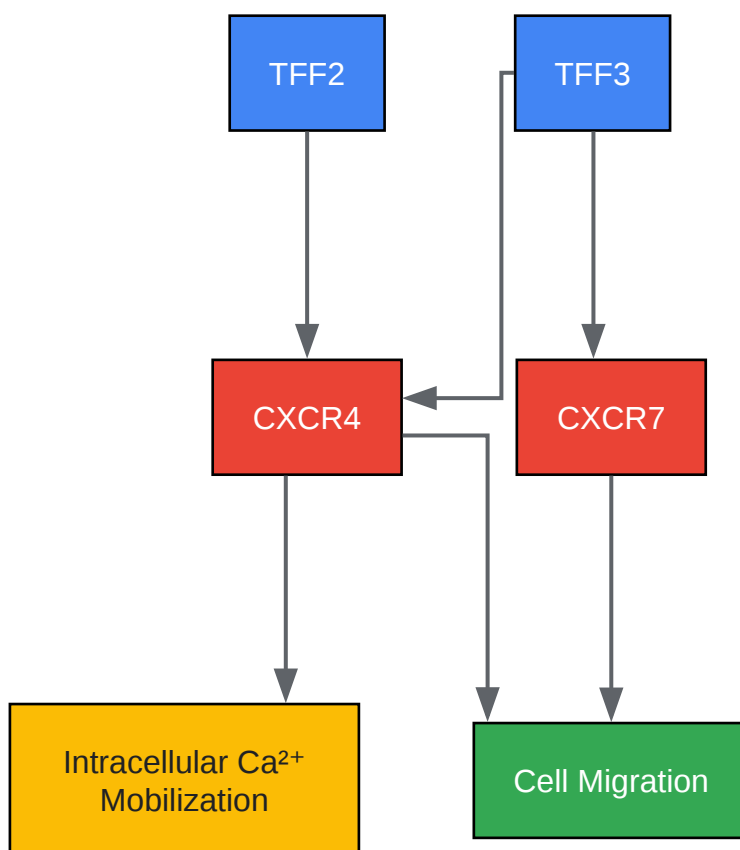 TFF2
TFF3
CXCR4
CXCR7
Intracellular Ca²⁺
Mobilization
Cell Migration